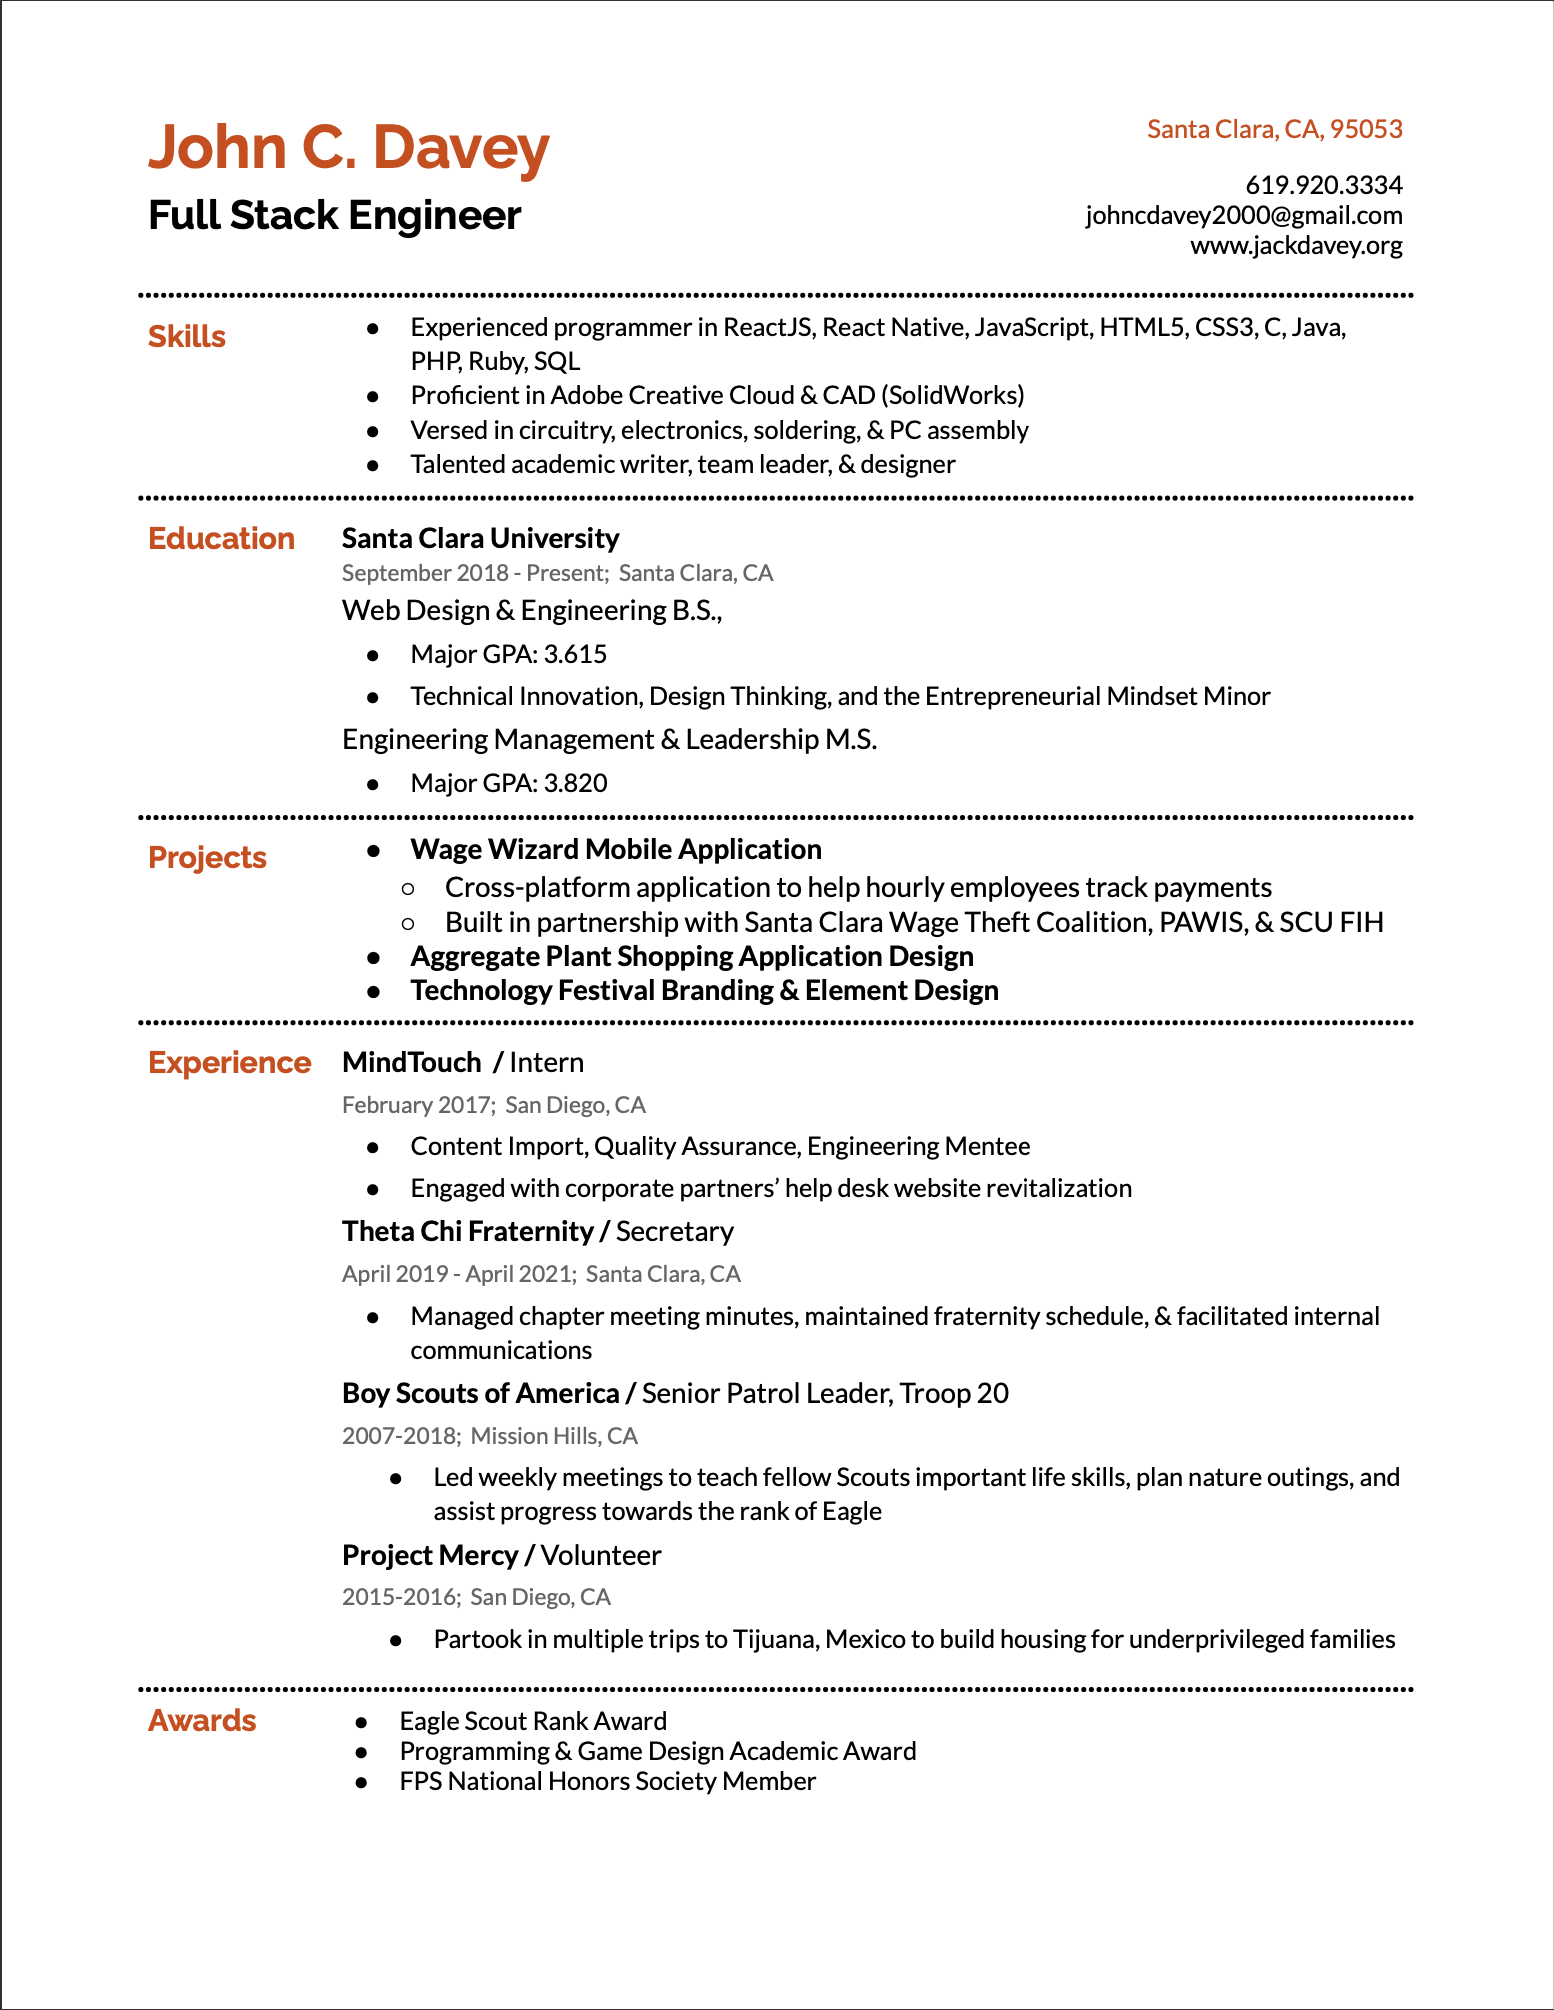 John C. Davey
Full Stack Engineer
Santa Clara, CA, 95053
619.920.3334
johncdavey2000@gmail.com
www.jackdavey.org
Skills
● Experienced programmer in ReactJS, React Native, JavaScript, HTML5, CSS3, C, Java,
PHP, Ruby, SQL
● Proficient in Adobe Creative Cloud & CAD (SolidWorks)
● Versed in circuitry, electronics, soldering, & PC assembly
● Talented academic writer, team leader, & designer
Education
Santa Clara University
September 2018 - Present; Santa Clara, CA
Web Design & Engineering B.S.,
● Major GPA: 3.615
● Technical Innovation, Design Thinking, and the Entrepreneurial Mindset Minor
Engineering Management & Leadership M.S.
● Major GPA: 3.820
Projects
● Wage Wizard Mobile Application
○ Cross-platform application to help hourly employees track payments
○ Built in partnership with Santa Clara Wage Theft Coalition, PAWIS, & SCU FIH
● Aggregate Plant Shopping Application Design
● Technology Festival Branding & Element Design
Experience
MindTouch / Intern
February 2017; San Diego, CA
● Content Import, Quality Assurance, Engineering Mentee
● Engaged with corporate partners’ help desk website revitalization
Theta Chi Fraternity / Secretary
April 2019 - April 2021; Santa Clara, CA
● Managed chapter meeting minutes, maintained fraternity schedule, & facilitated internal
communications
Boy Scouts of America / Senior Patrol Leader, Troop 20
2007-2018; Mission Hills, CA
● Led weekly meetings to teach fellow Scouts important life skills, plan nature outings, and
assist progress towards the rank of Eagle
Project Mercy / Volunteer
2015-2016; San Diego, CA
● Partook in multiple trips to Tijuana, Mexico to build housing for underprivileged families
Awards
● Eagle Scout Rank Award
● Programming & Game Design Academic Award
● FPS National Honors Society Member